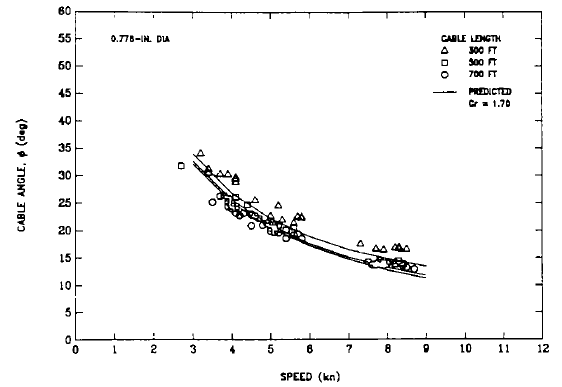 60
55
50
45
40
35
30
25
20
15
10
5
0
CABLE ANGLE, ϕ (deg)
0.778-IN. DIA
CABLE LENGTH
△ 300 FT
□ 500 FT
○ 700 FT
— PREDICTED
Cr = 1.70
0 1 2 3 4 5 6 7 8 9 10 11 12
SPEED (kn)